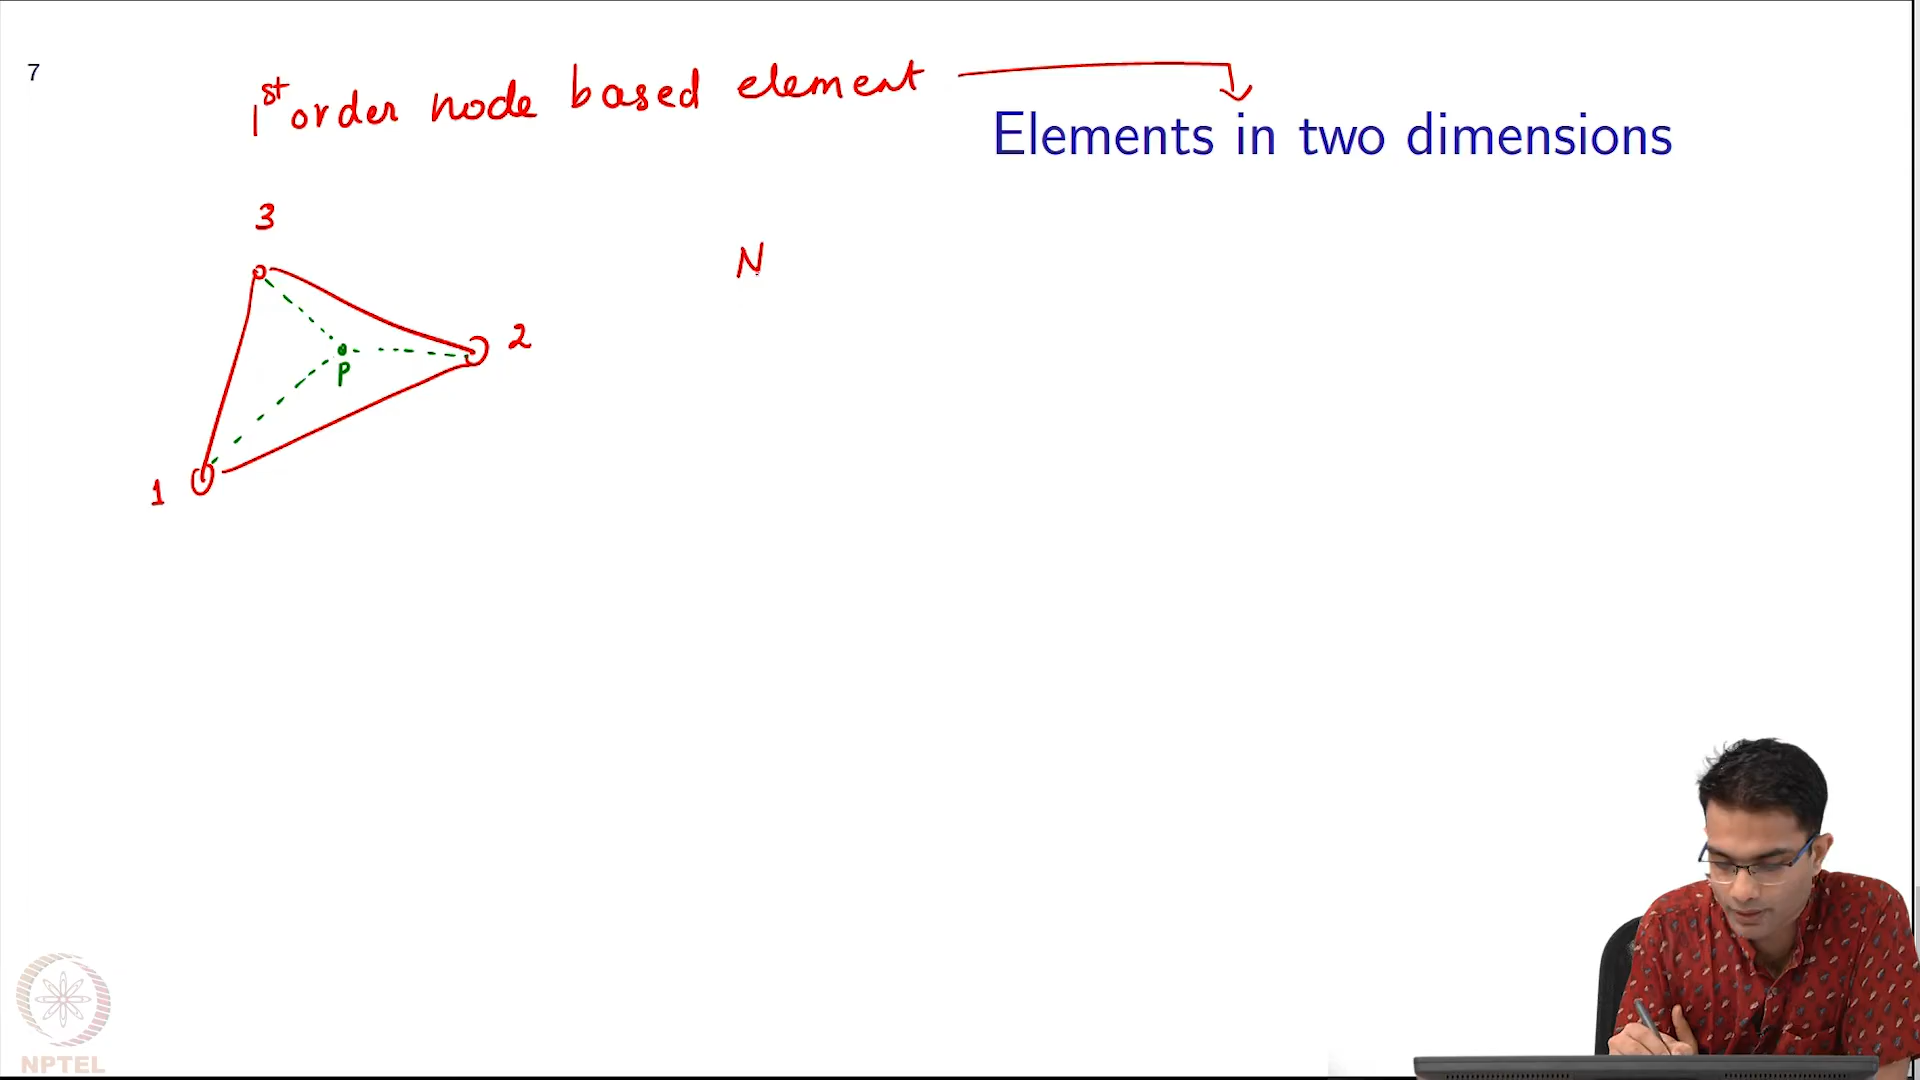 7
1st order node based element
Elements in two dimensions
3
N
2
P
1
NPTEL